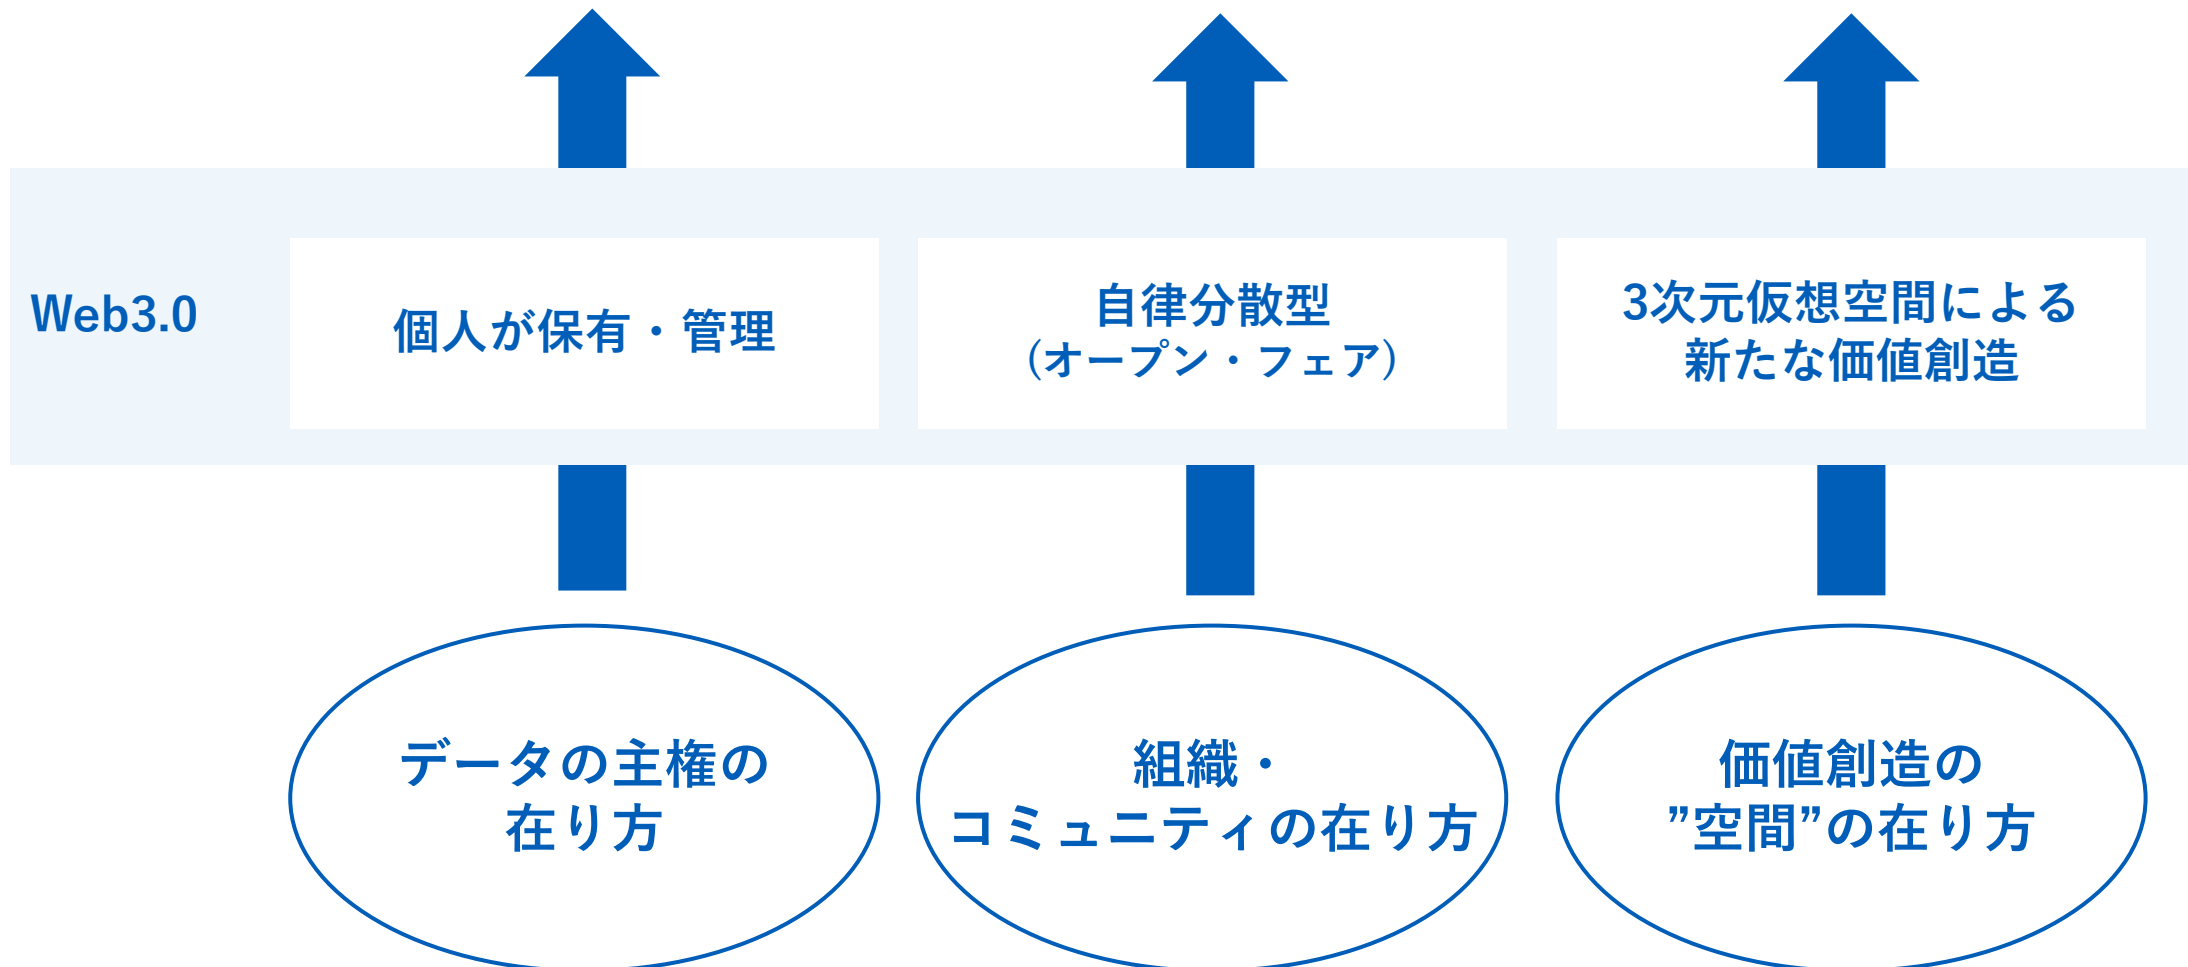 Web3.0
個人が保有・管理
自律分散型
（オープン・フェア）
3次元仮想空間による
新たな価値創造
データの主権の
在り方
組織・
コミュニティの在り方
価値創造の
”空間”の在り方